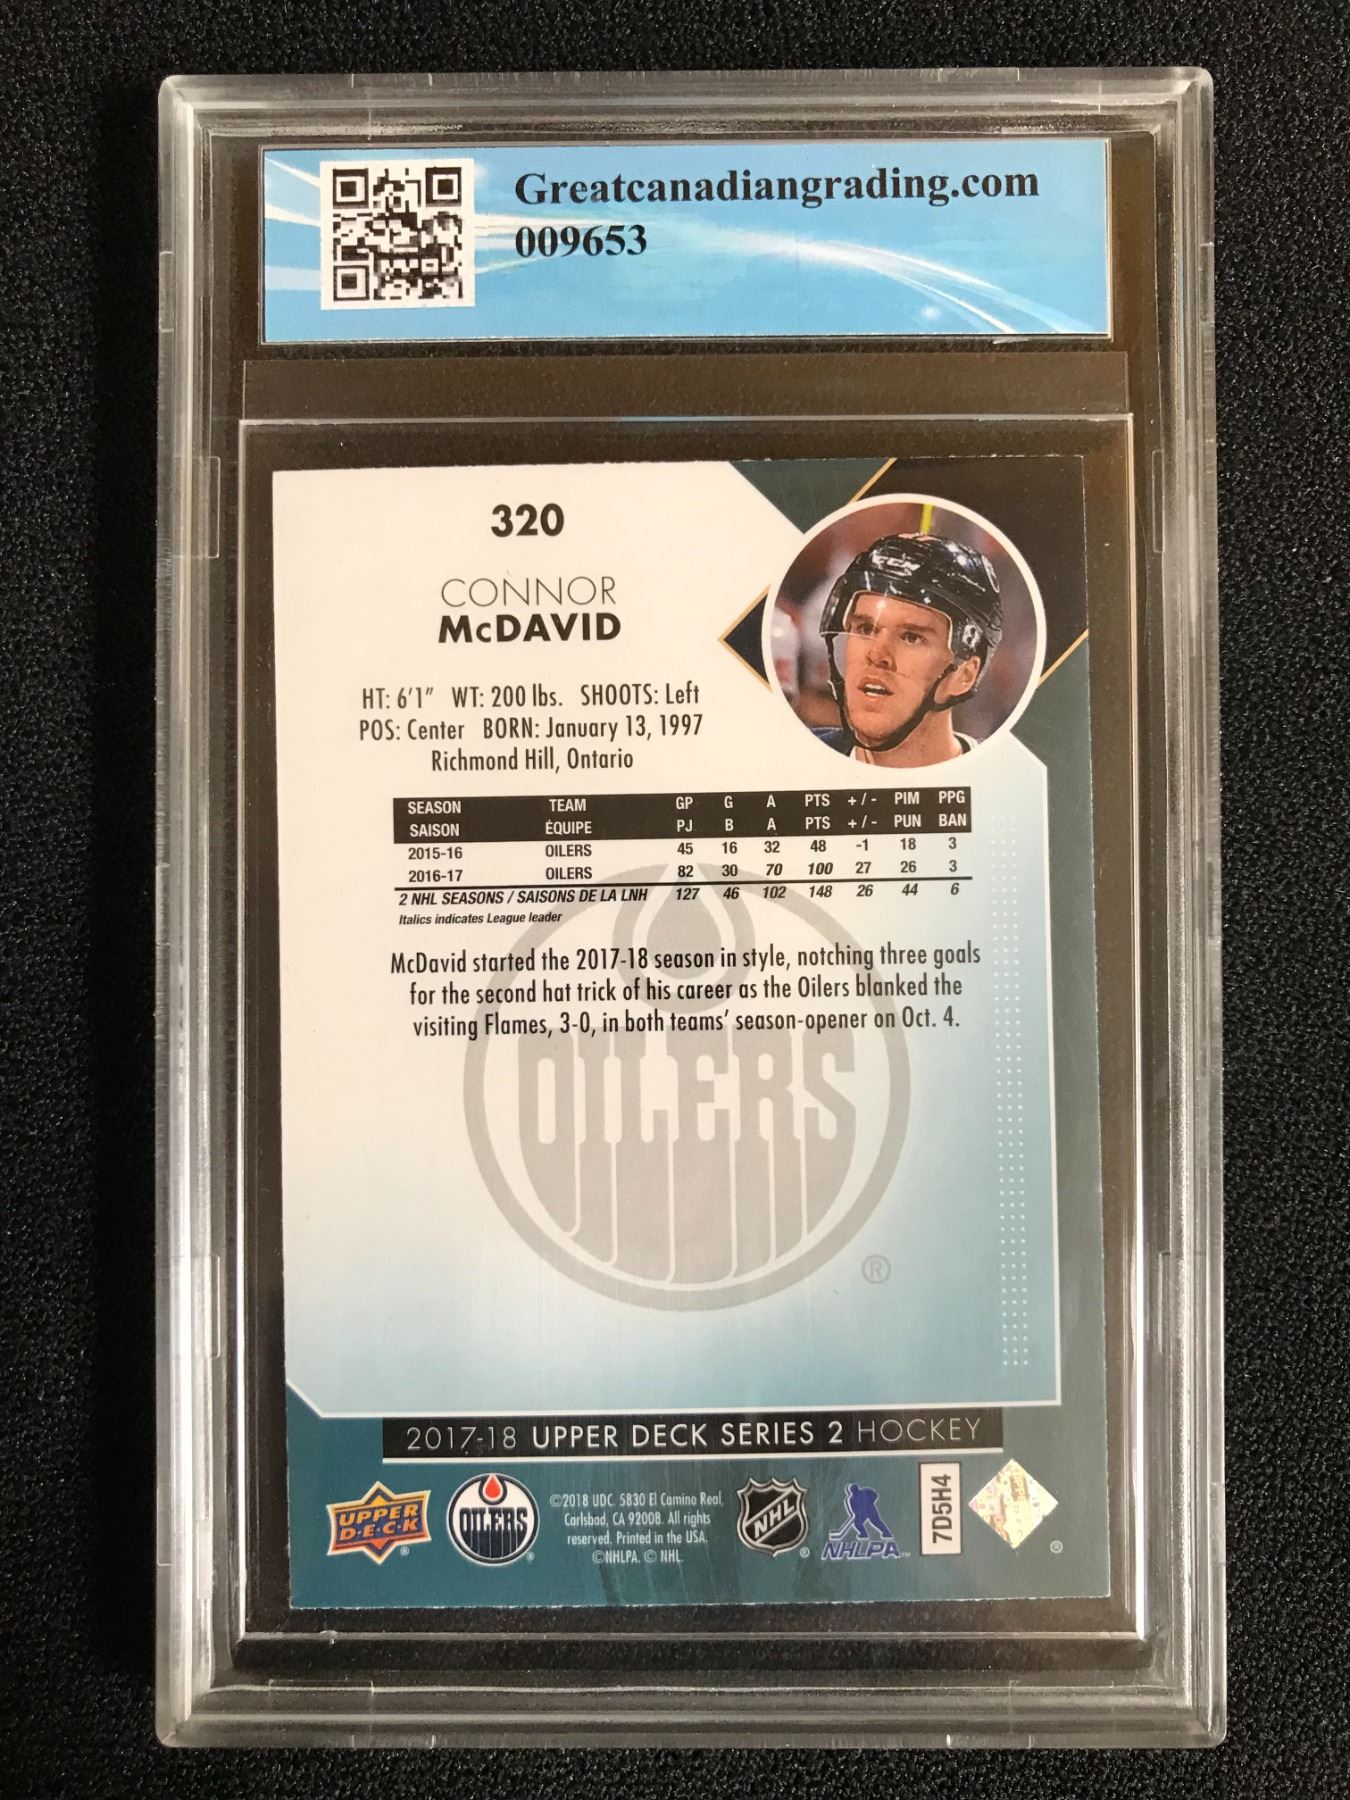 Greatcanadiangrading.com
009653
320
CONNOR
McDAVID
HT: 6'1" WT: 200 lbs. SHOOTS: Left
POS: Center BORN: January 13, 1997
Richmond Hill, Ontario
SEASON TEAM GP G A PTS +/- PIM PPG
SAISON ÉQUIPE PJ B A PTS +/- PUN BAN
2015-16 OILERS 45 16 32 48 -1 18 3
2016-17 OILERS 82 30 70 100 27 26 3
2 NHL SEASONS / SAISONS DE LA LNH 127 46 102 148 26 44 6
Italics indicates League leader
McDavid started the 2017-18 season in style, notching three goals
for the second hat trick of his career as the Oilers blanked the
visiting Flames, 3-0, in both teams' season-opener on Oct. 4.
OILERS
®
2017-18 UPPER DECK SERIES 2 HOCKEY
UPPER
D·E·C·K
®
OILERS
®
©2018 UDC. 5830 El Camino Real,
Carlsbad, CA 92008. All rights
reserved. Printed in the USA.
©NHLPA. © NHL.
NHL
®
NHLPA™
7D5H4
®